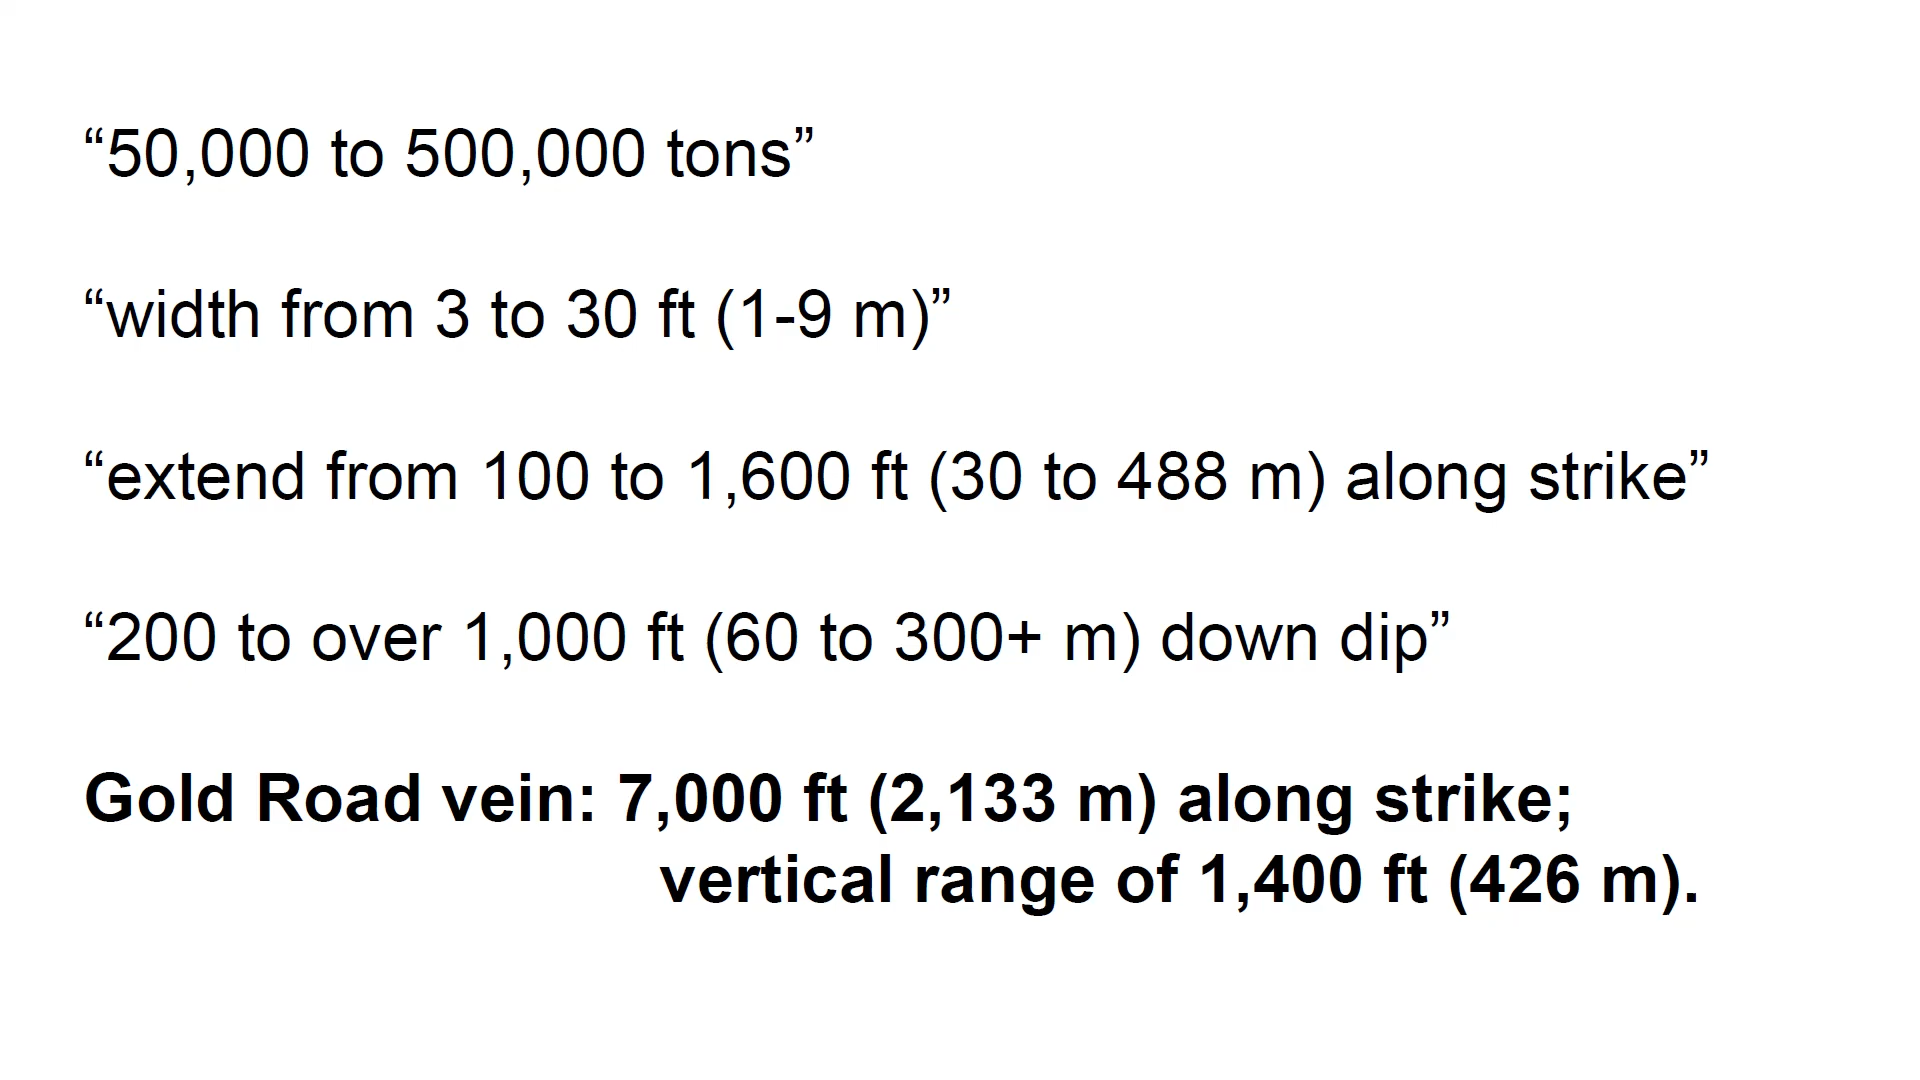 “50,000 to 500,000 tons”
“width from 3 to 30 ft (1-9 m)”
“extend from 100 to 1,600 ft (30 to 488 m) along strike”
“200 to over 1,000 ft (60 to 300+ m) down dip”
Gold Road vein: 7,000 ft (2,133 m) along strike;
vertical range of 1,400 ft (426 m).